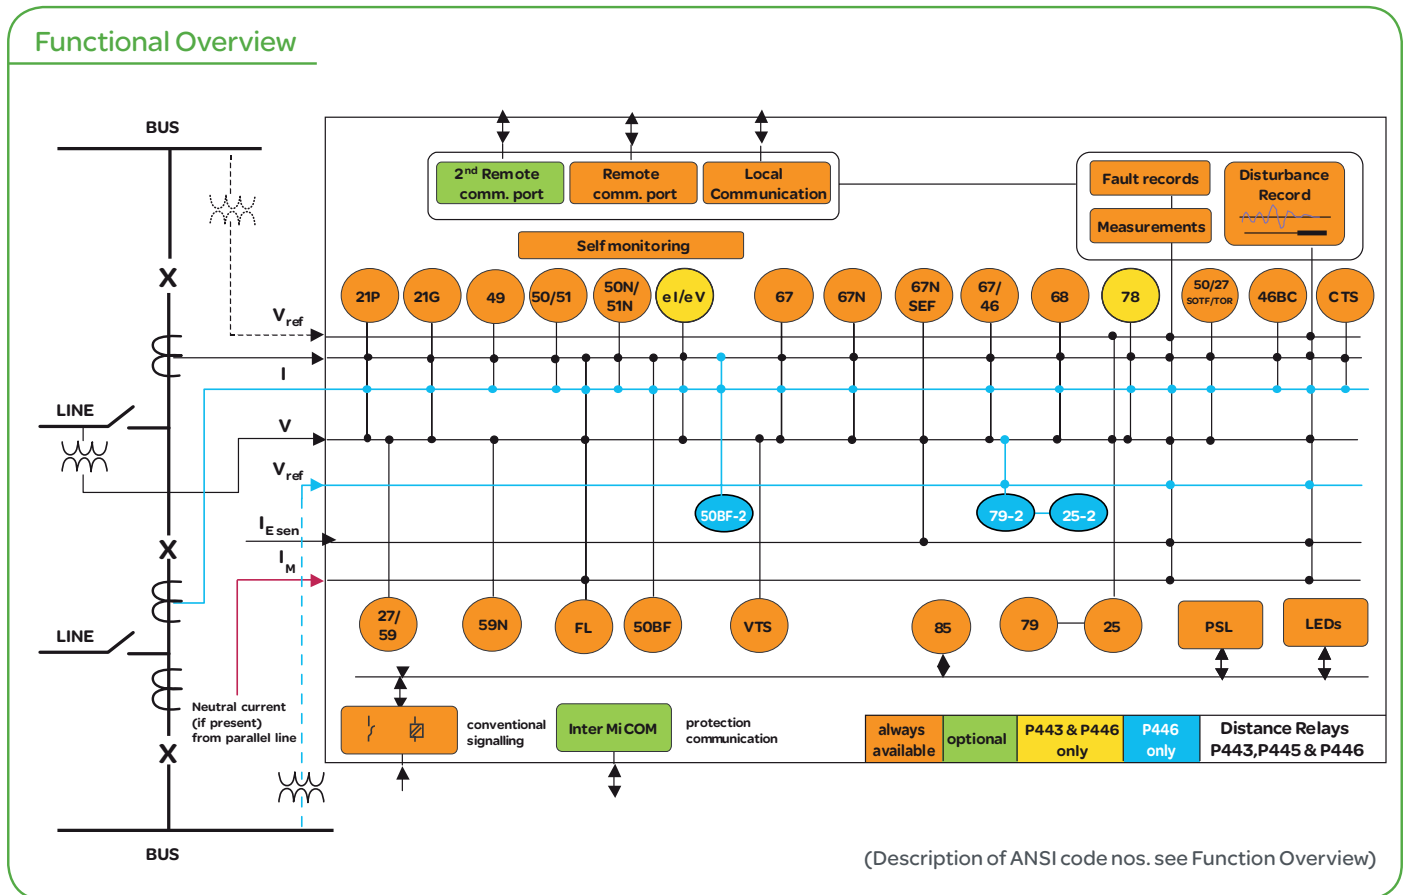 Functional Overview
BUS
2nd Remote
comm. port
Remote
comm. port
Local
Communication
Fault records
Measurements
Disturbance
Record
Self monitoring
21P
21G
49
50/51
50N/
51N
eI/eV
67
67N
67N
SEF
67/
46
68
78
50/27
SOTF/TOR
46BC
CTS
Vref
I
LINE
V
Vref
IE sen
IM
50BF-2
79-2
25-2
X
X
X
LINE
27/
59
59N
FL
50BF
VTS
85
79
25
PSL
LEDs
Neutral current
(if present)
from parallel line
conventional
signalling
Inter MiCOM
protection
communication
always
available
optional
P443 & P446
only
P446
only
Distance Relays
P443,P445 & P446
BUS
(Description of ANSI code nos. see Function Overview)